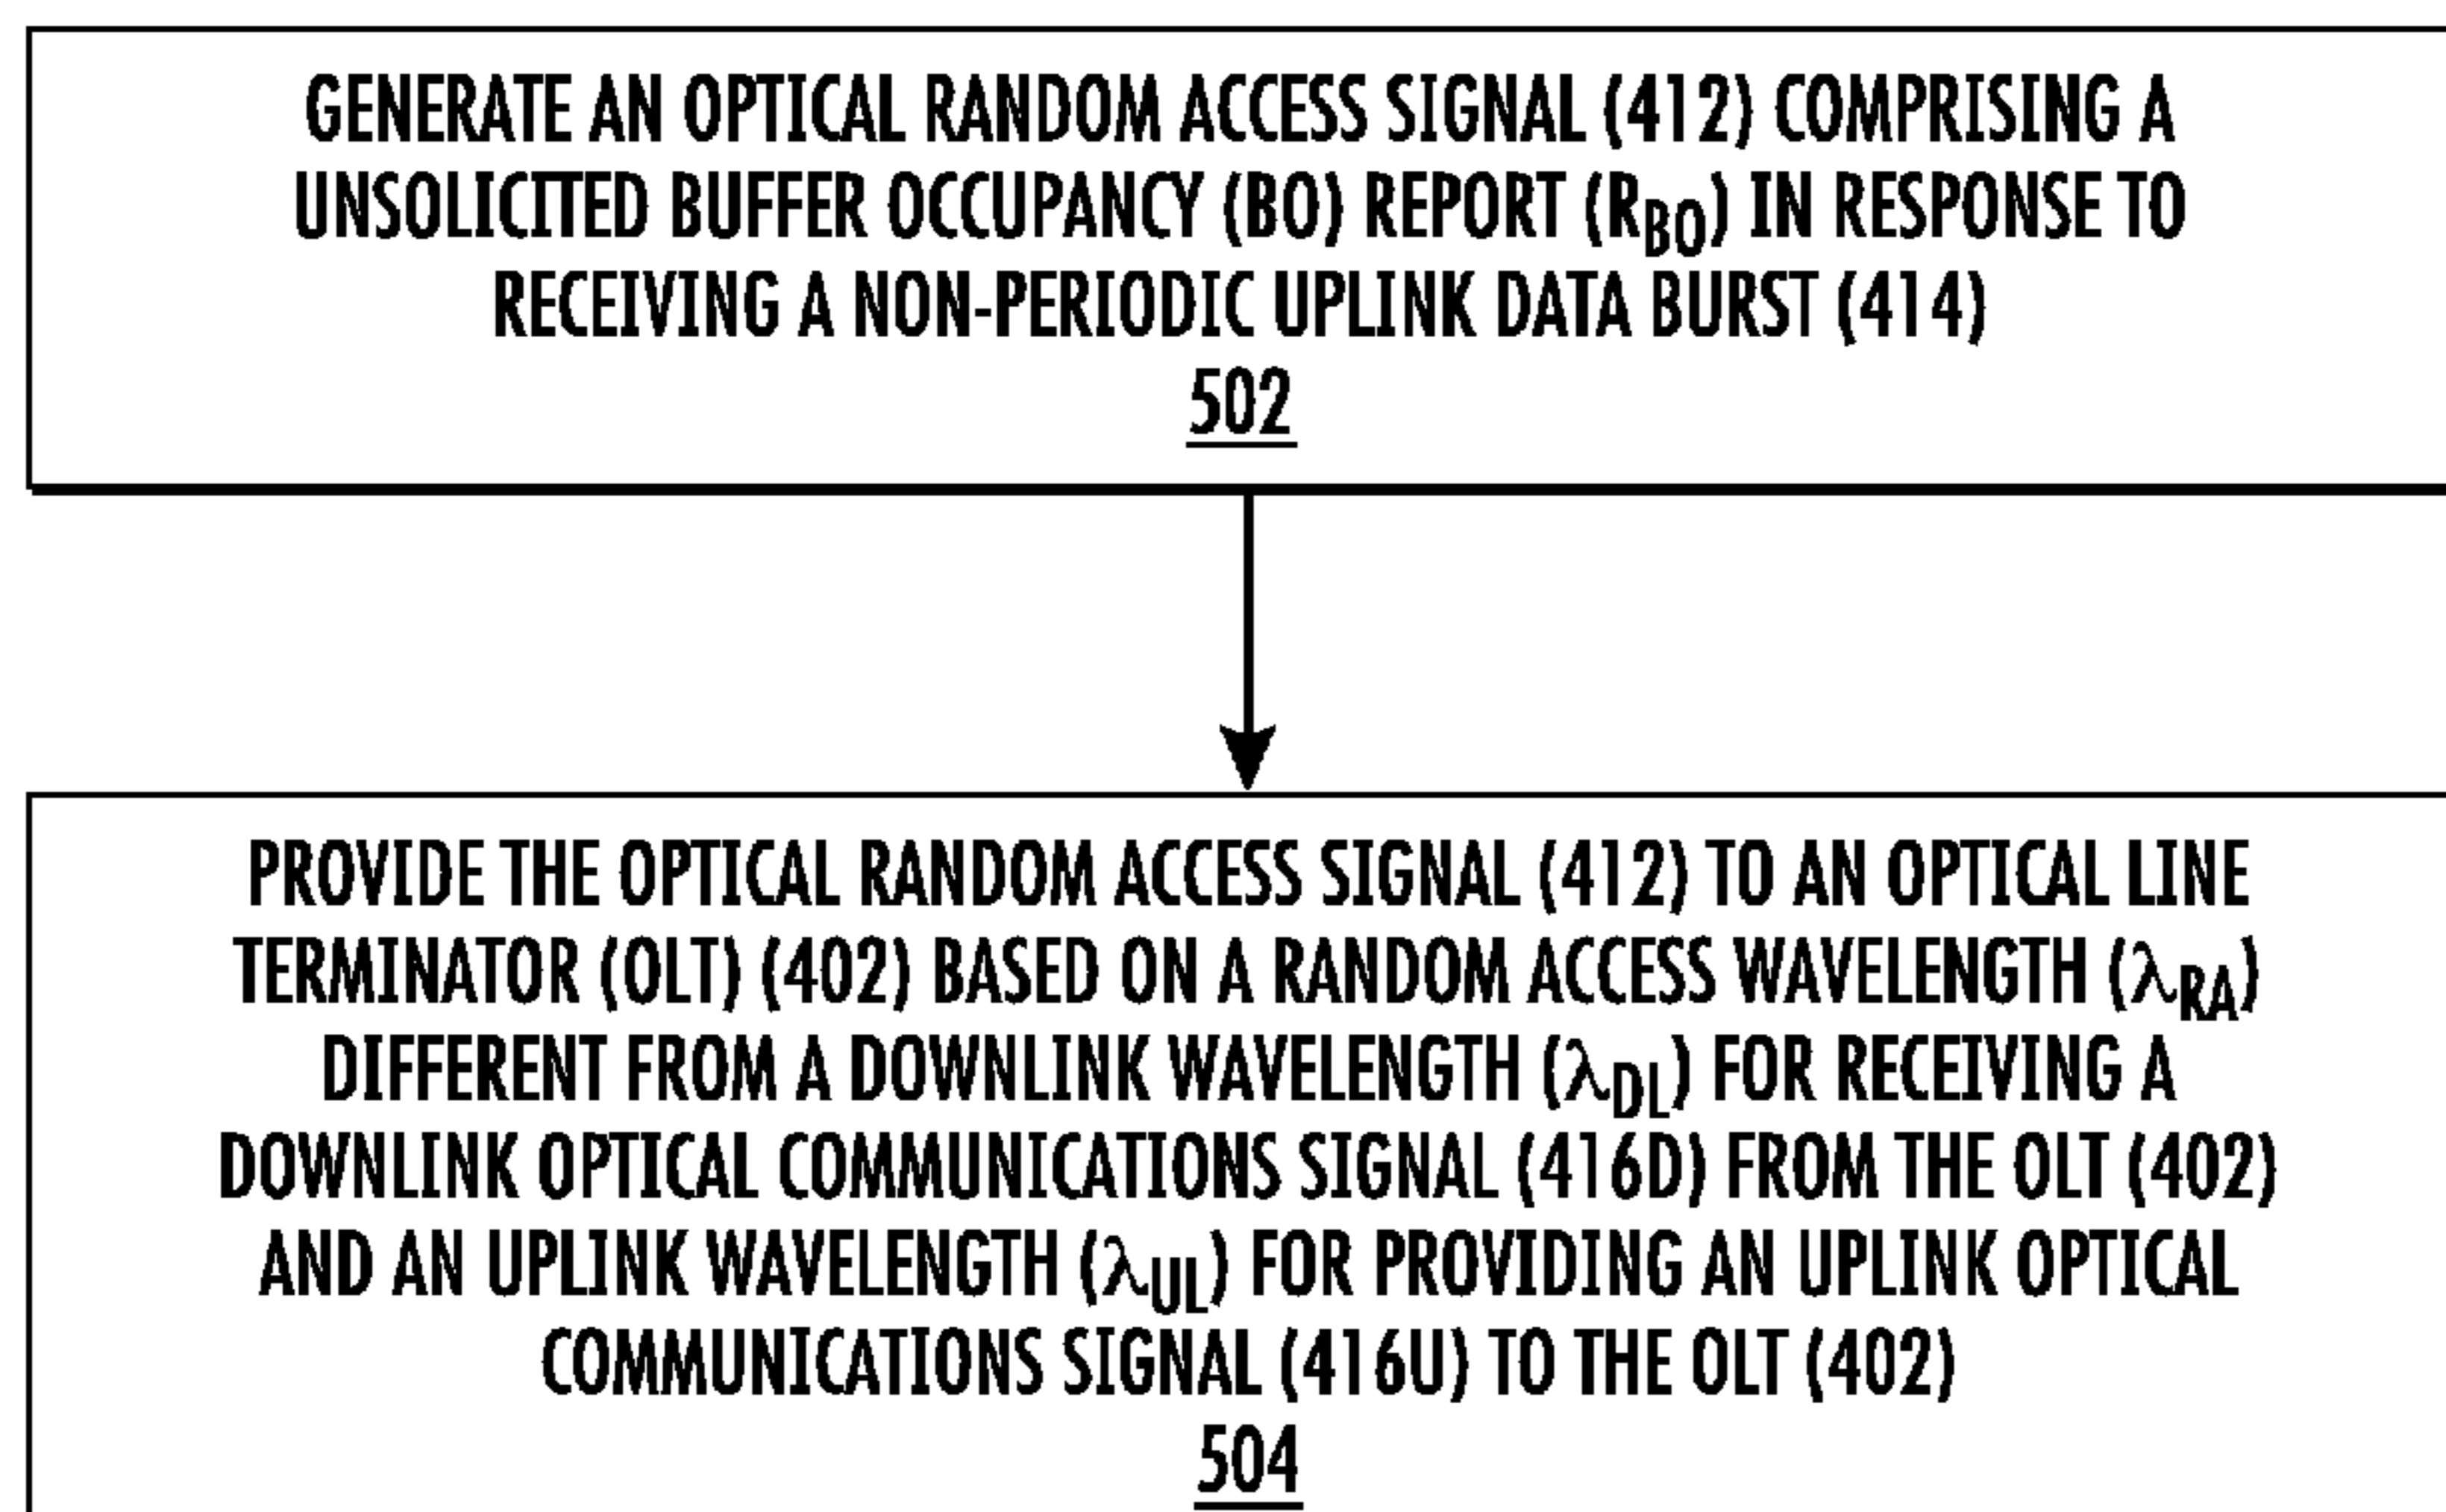 GENERATE AN OPTICAL RANDOM ACCESS SIGNAL (412) COMPRISING A
UNSOLICITED BUFFER OCCUPANCY (BO) REPORT (RBO) IN RESPONSE TO
RECEIVING A NON-PERIODIC UPLINK DATA BURST (414)
502
PROVIDE THE OPTICAL RANDOM ACCESS SIGNAL (412) TO AN OPTICAL LINE
TERMINATOR (OLT) (402) BASED ON A RANDOM ACCESS WAVELENGTH (λRA)
DIFFERENT FROM A DOWNLINK WAVELENGTH (λDL) FOR RECEIVING A
DOWNLINK OPTICAL COMMUNICATIONS SIGNAL (416D) FROM THE OLT (402)
AND AN UPLINK WAVELENGTH (λUL) FOR PROVIDING AN UPLINK OPTICAL
COMMUNICATIONS SIGNAL (416U) TO THE OLT (402)
504